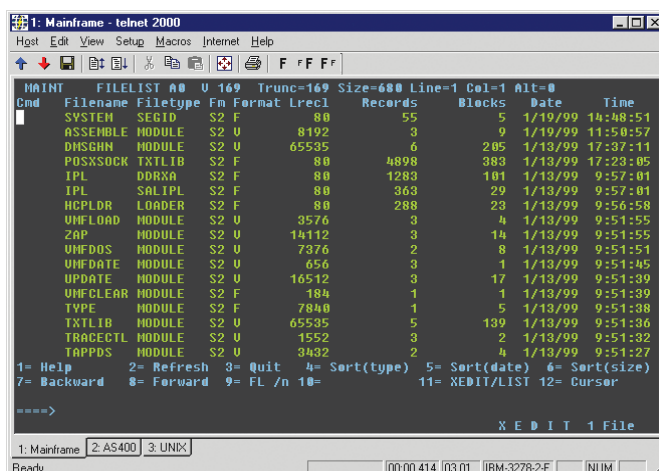 1: Mainframe - telnet 2000
Host Edit View Setup Macros Internet Help
F FF FF
MAINT FILELIST A0 V 169 Trunc=169 Size=680 Line=1 Col=1 Alt=0
Cmd Filename Filetype Fm Format Lrecl Records Blocks Date Time
SYSTEM SEGID S2 F 80 55 5 1/19/99 14:48:51
ASSEMBLE MODULE S2 V 8192 3 9 1/19/99 11:50:57
DMSGHN MODULE S2 V 65535 6 205 1/13/99 17:37:11
POSXSOCK TXTLIB S2 F 80 4898 383 1/13/99 17:23:05
IPL DDRXA S2 F 80 1283 101 1/13/99 9:57:01
IPL SALIPL S2 F 80 363 29 1/13/99 9:57:01
HCPLDR LOADER S2 F 80 288 23 1/13/99 9:56:58
VMFLOAD MODULE S2 V 3576 3 4 1/13/99 9:51:55
ZAP MODULE S2 V 14112 3 14 1/13/99 9:51:55
VMFDOS MODULE S2 V 7376 2 8 1/13/99 9:51:51
VMFDATE MODULE S2 V 656 3 1 1/13/99 9:51:45
UPDATE MODULE S2 V 16512 3 17 1/13/99 9:51:39
VMFCLEAR MODULE S2 F 184 1 1 1/13/99 9:51:39
TYPE MODULE S2 F 7840 1 5 1/13/99 9:51:38
TXTLIB MODULE S2 V 65535 5 139 1/13/99 9:51:36
TRACECTL MODULE S2 V 1552 3 2 1/13/99 9:51:32
TAPPDS MODULE S2 V 3432 2 4 1/13/99 9:51:27
1= Help 2= Refresh 3= Quit 4= Sort(type) 5= Sort(date) 6= Sort(size)
7= Backward 8= Forward 9= FL /n 10= 11= XEDIT/LIST 12= Cursor
====>
X E D I T 1 File
1: Mainframe 2: AS400 3: UNIX
Ready 00:00.414 03.01 IBM-3278-2-E NUM